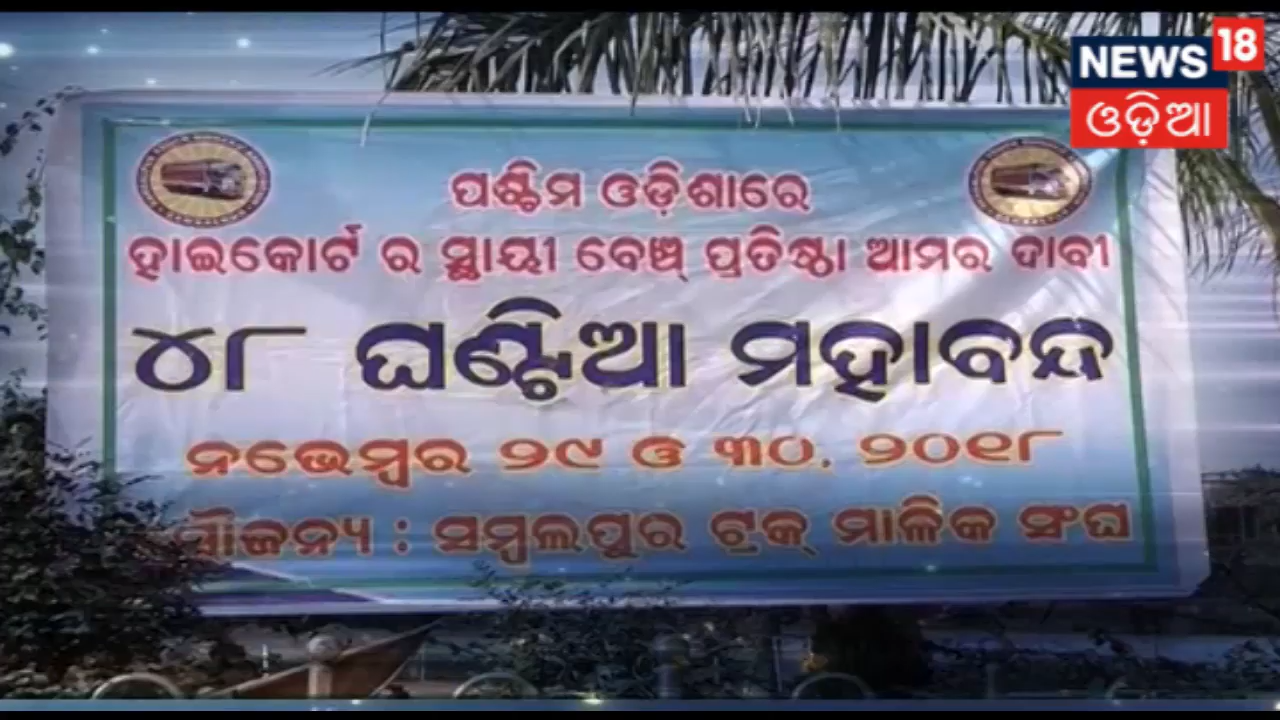 NEWS 18
ଓଡ଼ିଆ
ପଶ୍ଚିମ ଓଡ଼ିଶାରେ
ହାଇକୋର୍ଟ ର ସ୍ଥାୟୀ ବେଞ୍ଚ୍ ପ୍ରତିଷ୍ଠା ଆମର ଦାବୀ
୪୮ ଘଣ୍ଟିଆ ମହାବନ୍ଦ
ନଭେମ୍ବର ୨୯ ଓ ୩୦, ୨୦୧୮
ସୌଜନ୍ୟ : ସମ୍ବଲପୁର ଟ୍ରକ୍ ମାଳିକ ସଂଘ